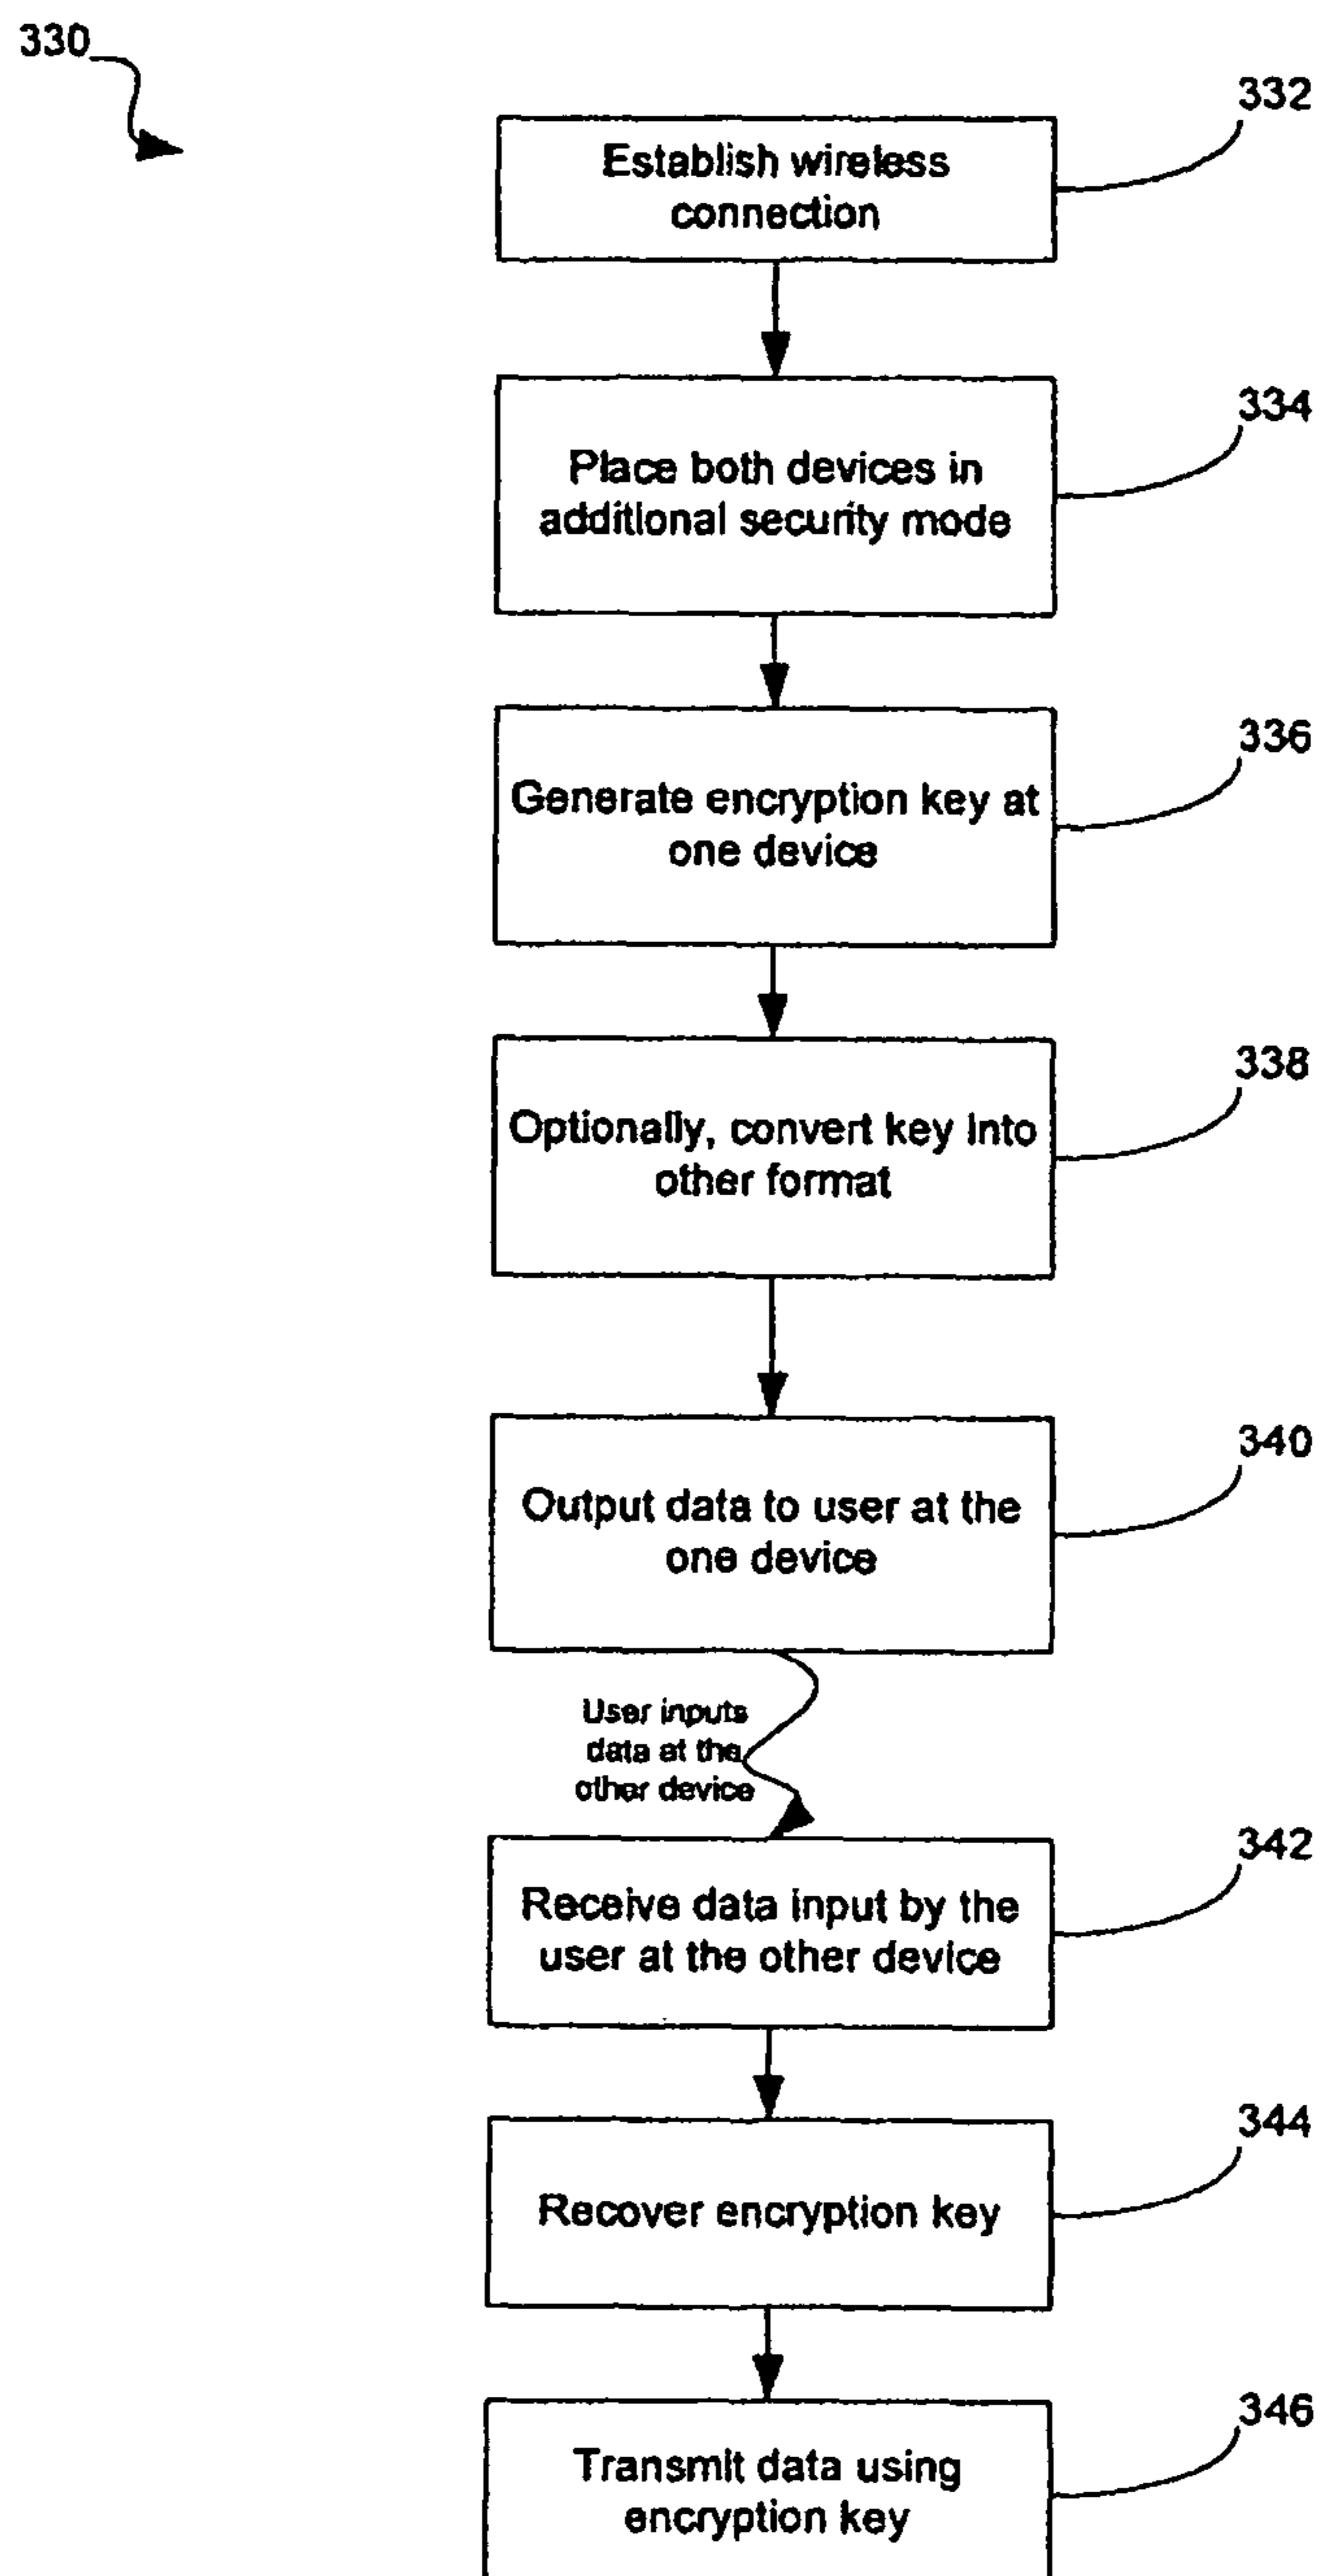 330
332
Establish wireless
connection
334
Place both devices in
additional security mode
336
Generate encryption key at
one device
338
Optionally, convert key into
other format
340
Output data to user at the
one device
User inputs
data at the
other device
342
Receive data input by the
user at the other device
344
Recover encryption key
346
Transmit data using
encryption key